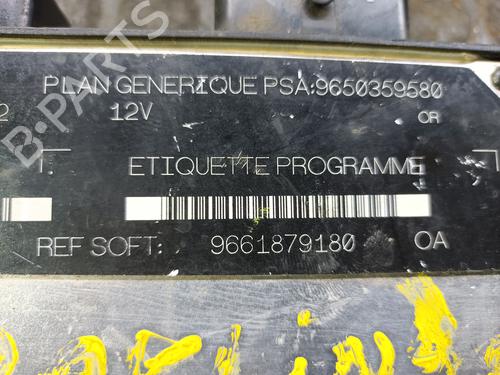 PLAN GENERIQUE PSA:9650359580
2 12V OR
ETIQUETTE PROGRAMME
REF SOFT: 9661879180 OA
B-PARTS